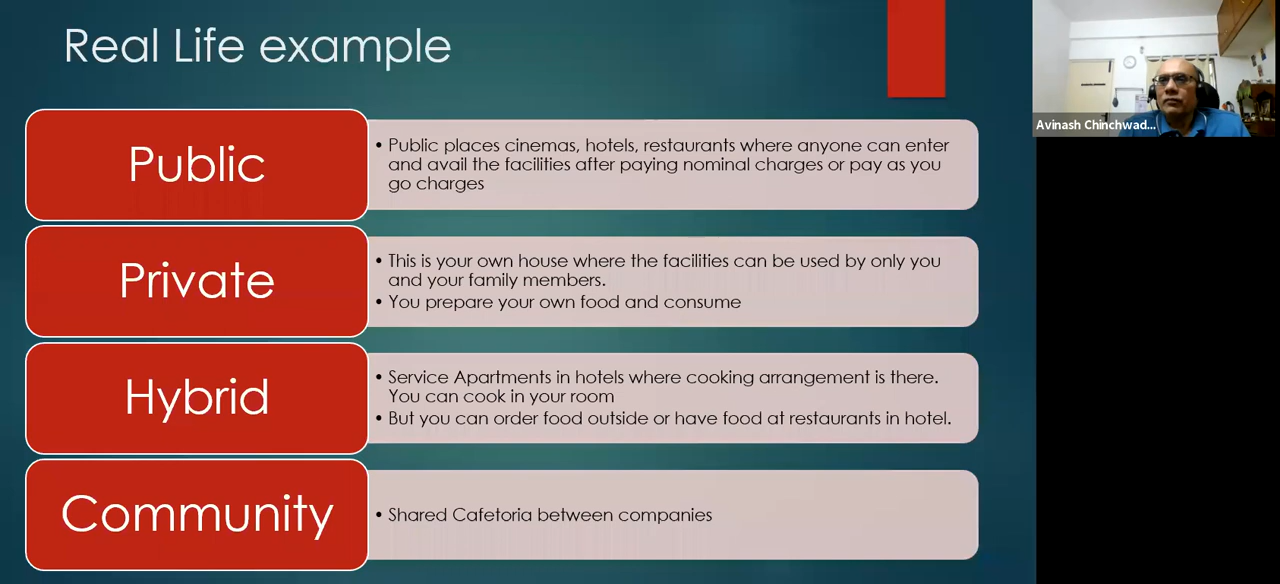 Real Life example
Avinash Chinchwad...
Public
• Public places cinemas, hotels, restaurants where anyone can enter
and avail the facilities after paying nominal charges or pay as you
go charges
Private
• This is your own house where the facilities can be used by only you
and your family members.
• You prepare your own food and consume
Hybrid
• Service Apartments in hotels where cooking arrangement is there.
You can cook in your room
• But you can order food outside or have food at restaurants in hotel.
Community
• Shared Cafetoria between companies